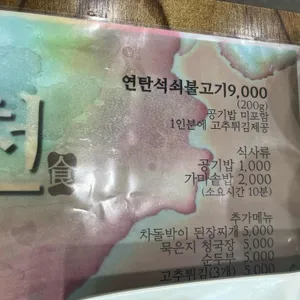 연탄석쇠불고기9,000
(200g)
공기밥 미포함
1인분에 고추튀김제공
식사류
공기밥 1,000
가마솥밥 2,000
(소요시간 10분)
추가메뉴
차돌박이 된장찌개 5,000
묵은지 청국장 5,000
순두부 5,000
고추튀김(3개) 5,000
食